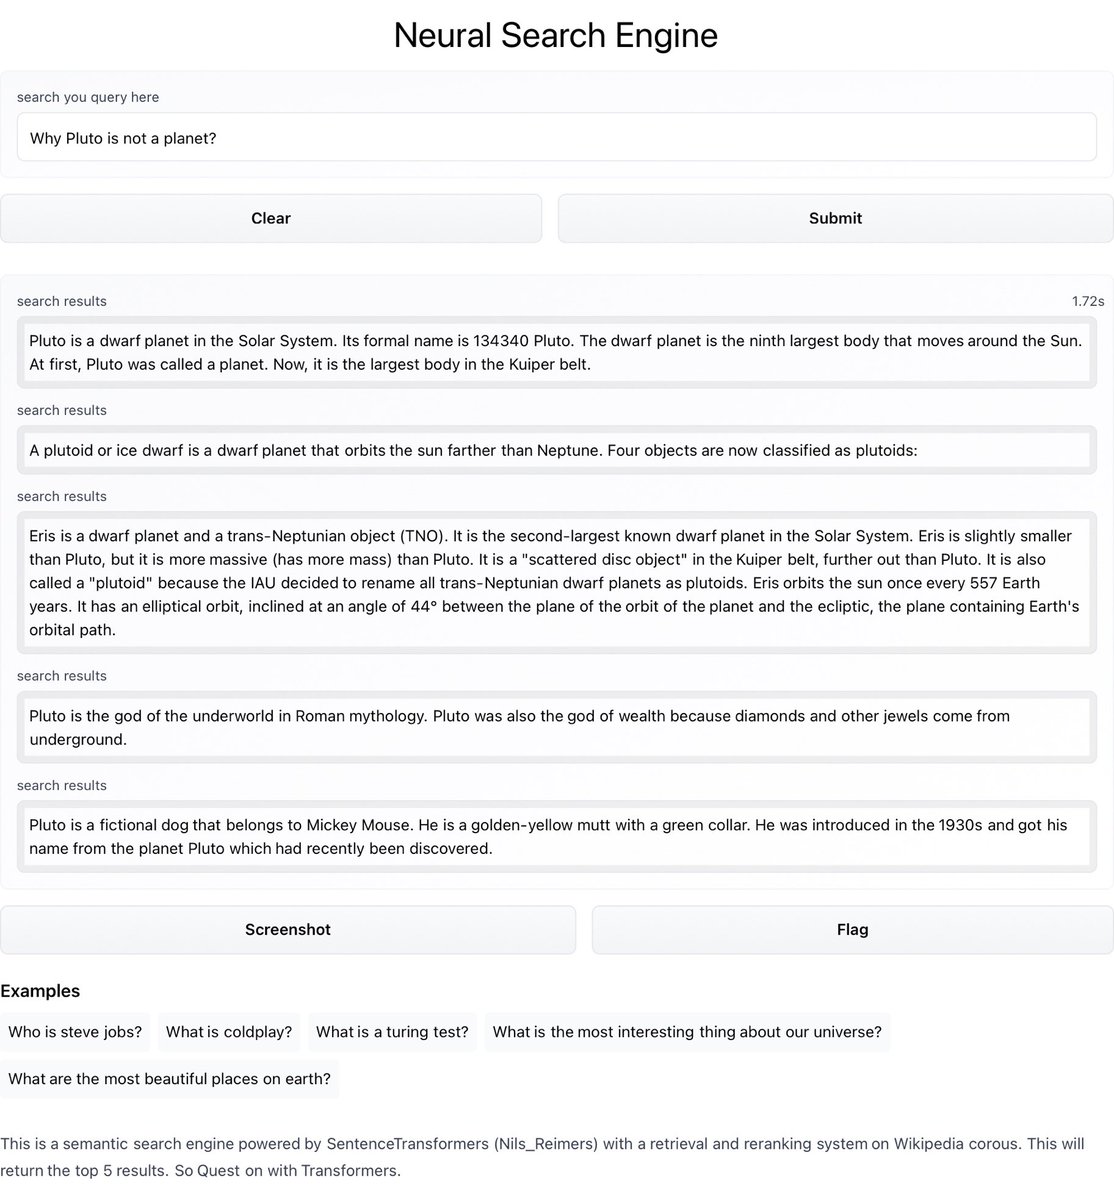 Neural Search Engine
search you query here
Why Pluto is not a planet?
Clear
Submit
search results
1.72s
Pluto is a dwarf planet in the Solar System. Its formal name is 134340 Pluto. The dwarf planet is the ninth largest body that moves around the Sun.
At first, Pluto was called a planet. Now, it is the largest body in the Kuiper belt.
search results
A plutoid or ice dwarf is a dwarf planet that orbits the sun farther than Neptune. Four objects are now classified as plutoids:
search results
Eris is a dwarf planet and a trans-Neptunian object (TNO). It is the second-largest known dwarf planet in the Solar System. Eris is slightly smaller
than Pluto, but it is more massive (has more mass) than Pluto. It is a "scattered disc object" in the Kuiper belt, further out than Pluto. It is also
called a "plutoid" because the IAU decided to rename all trans-Neptunian dwarf planets as plutoids. Eris orbits the sun once every 557 Earth
years. It has an elliptical orbit, inclined at an angle of 44° between the plane of the orbit of the planet and the ecliptic, the plane containing Earth's
orbital path.
search results
Pluto is the god of the underworld in Roman mythology. Pluto was also the god of wealth because diamonds and other jewels come from
underground.
search results
Pluto is a fictional dog that belongs to Mickey Mouse. He is a golden-yellow mutt with a green collar. He was introduced in the 1930s and got his
name from the planet Pluto which had recently been discovered.
Screenshot
Flag
Examples
Who is steve jobs?
What is coldplay?
What is a turing test?
What is the most interesting thing about our universe?
What are the most beautiful places on earth?
This is a semantic search engine powered by SentenceTransformers (Nils_Reimers) with a retrieval and reranking system on Wikipedia corous. This will
return the top 5 results. So Quest on with Transformers.